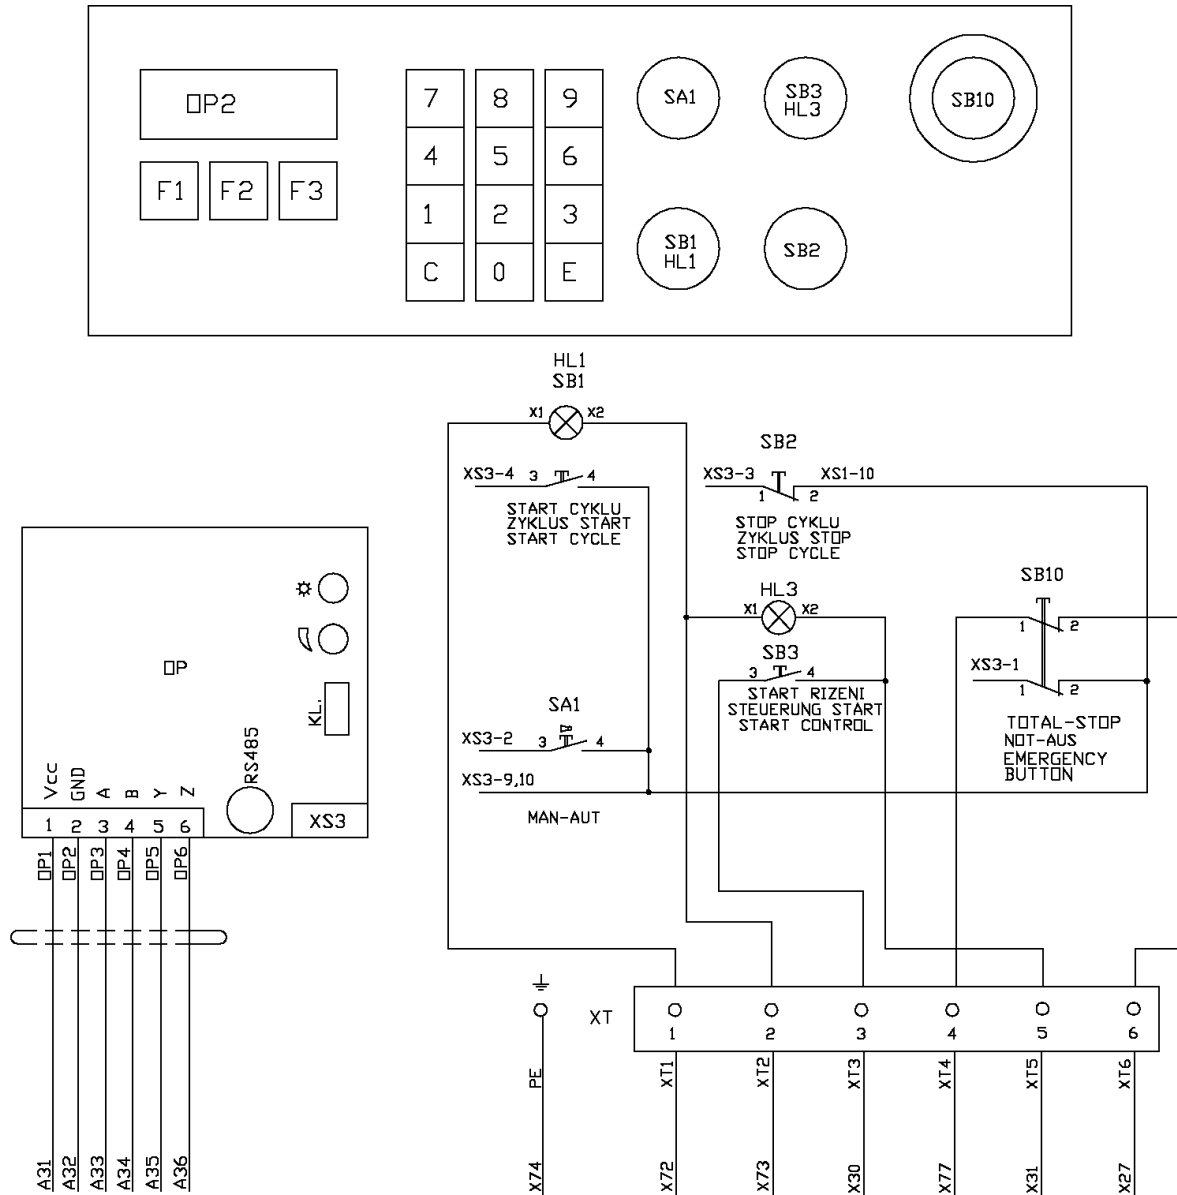 OP2
7 8 9
SA1
SB3
HL3
SB10
4 5 6
F1 F2 F3
1 2 3
SB1
HL1
SB2
C 0 E
HL1
SB1
X1 X2
SB2
XS3-4 3 4
XS3-3 1 2 XS1-10
START CYKLU
ZYKLUS START
START CYCLE
STOP CYKLU
ZYKLUS STOP
STOP CYCLE
SB10
HL3
X1 X2
1 2
SB3
3 4
XS3-1
1 2
START RIZENI
STEUERUNG START
START CONTROL
OP
KL.
SA1
XS3-2 3 4
TOTAL-STOP
NOT-AUS
EMERGENCY
BUTTON
XS3-9,10
MAN-AUT
RS485
Vcc GND A B Y Z
1 2 3 4 5 6
XS3
OP1 OP2 OP3 OP4 OP5 OP6
XT
1 2 3 4 5 6
PE XT1 XT2 XT3 XT4 XT5 XT6
A31 A32 A33 A34 A35 A36
X74 X72 X73 X30 X77 X31 X27